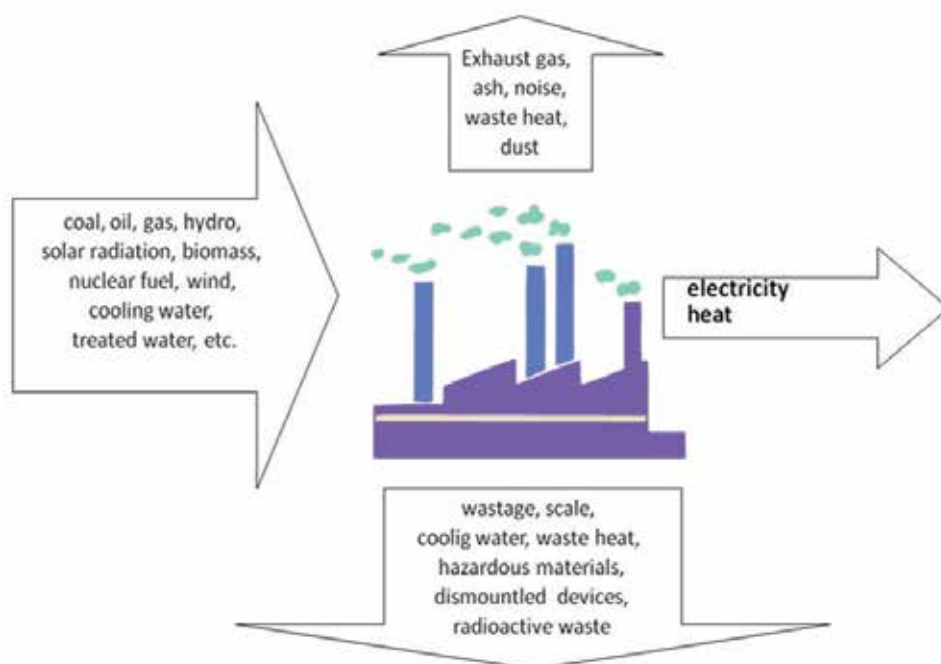 Exhaust gas,
ash, noise,
waste heat,
dust
coal, oil, gas, hydro,
solar radiation, biomass,
nuclear fuel, wind,
cooling water,
treated water, etc.
electricity
heat
wastage, scale,
coolig water, waste heat,
hazardous materials,
dismountled devices,
radioactive waste